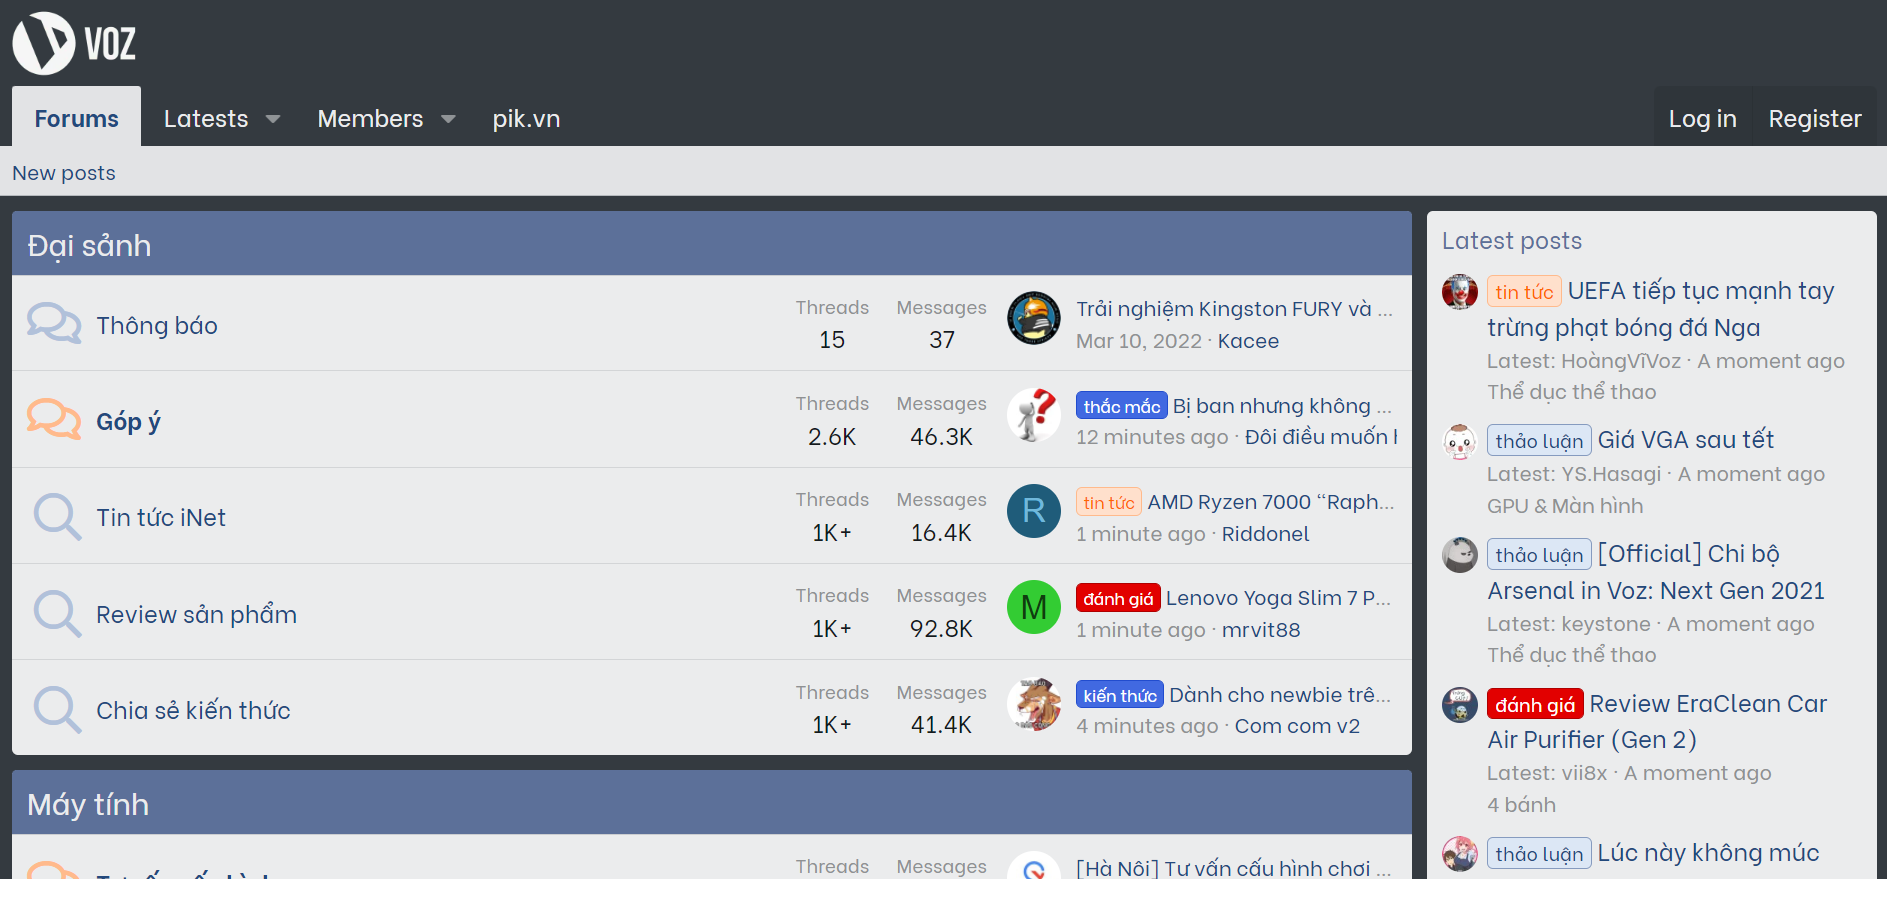 VOZ
Forums Latests Members pik.vn Log in Register
New posts
Đại sảnh
Thông báo
Threads Messages
15 37
Trải nghiệm Kingston FURY và ...
Mar 10, 2022 · Kacee
Góp ý
Threads Messages
2.6K 46.3K
thắc mắc Bị ban nhưng không ...
12 minutes ago · Đôi điều muốn
Tin tức iNet
Threads Messages
1K+ 16.4K
R
tin tức AMD Ryzen 7000 “Raph...
1 minute ago · Riddonel
Review sản phẩm
Threads Messages
1K+ 92.8K
M
đánh giá Lenovo Yoga Slim 7 P...
1 minute ago · mrvit88
Chia sẻ kiến thức
Threads Messages
1K+ 41.4K
kiến thức Dành cho newbie trê...
4 minutes ago · Com com v2
Máy tính
Threads Messages
[Hà Nội] Tư vấn cấu hình chơi ...
Latest posts
tin tức UEFA tiếp tục mạnh tay
trừng phạt bóng đá Nga
Latest: HoàngVĩVoz · A moment ago
Thể dục thể thao
thảo luận Giá VGA sau tết
Latest: YS.Hasagi · A moment ago
GPU & Màn hình
thảo luận [Official] Chi bộ
Arsenal in Voz: Next Gen 2021
Latest: keystone · A moment ago
Thể dục thể thao
đánh giá Review EraClean Car
Air Purifier (Gen 2)
Latest: vii8x · A moment ago
4 bánh
thảo luận Lúc này không múc